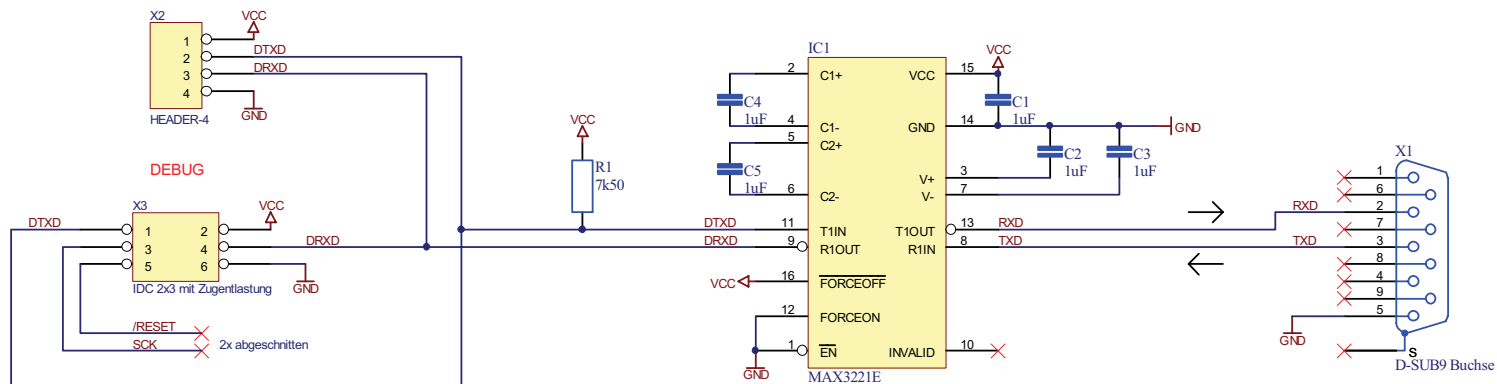 X2
VCC
1
2 DTXD
3 DRXD
4
GND
HEADER-4
DEBUG
X3
DTXD 1 2 VCC
3 4 DRXD
5 6
GND
IDC 2x3 mit Zugentlastung
/RESET
SCK
2x abgeschnitten
VCC
R1
7k50
C4
1uF
C5
1uF
IC1
2 C1+ VCC 15
VCC
C1
1uF
4 C1- GND 14
GND
5 C2+
C2
1uF
C3
1uF
V+ 3
6 C2- V- 7
DTXD 11 T1IN T1OUT 13 RXD
DRXD 9 R1OUT R1IN 8 TXD
VCC 16 FORCEOFF
12 FORCEON
1 EN INVALID 10
GND
MAX3221E
X1
1
6
RXD 2
7
TXD 3
8
4
9
5
GND
S
D-SUB9 Buchse